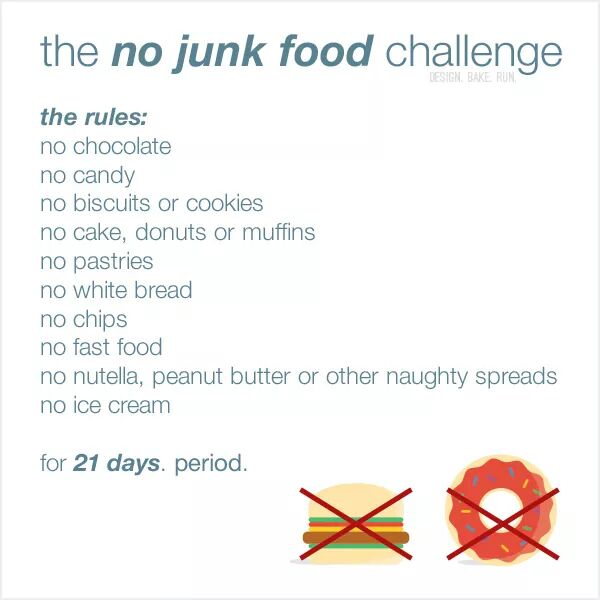 the no junk food challenge
DESIGN. BAKE. RUN.
the rules:
no chocolate
no candy
no biscuits or cookies
no cake, donuts or muffins
no pastries
no white bread
no chips
no fast food
no nutella, peanut butter or other naughty spreads
no ice cream
for 21 days. period.